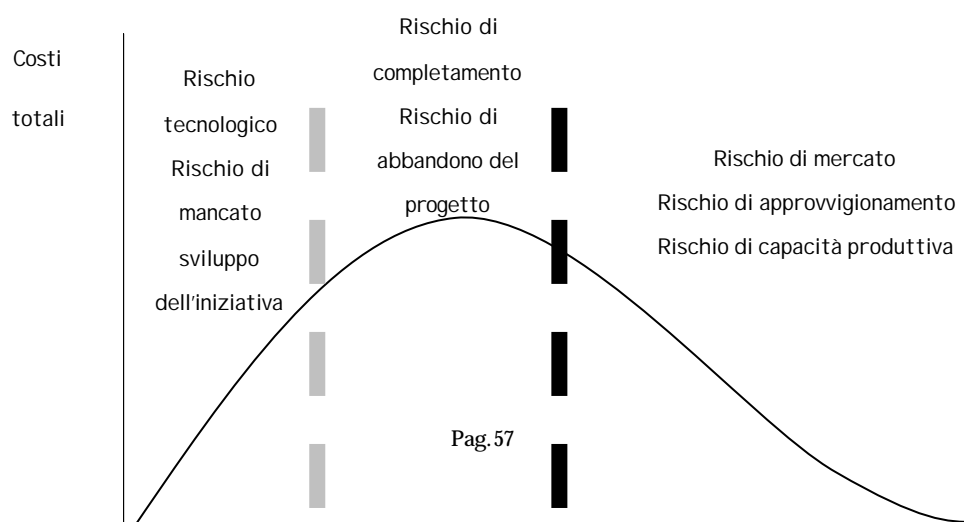 Costi
totali
Rischio
tecnologico
Rischio di
mancato
sviluppo
dell'iniziativa
Rischio di
completamento
Rischio di
abbandono del
progetto
Rischio di mercato
Rischio di approvvigionamento
Rischio di capacità produttiva
Pag.57